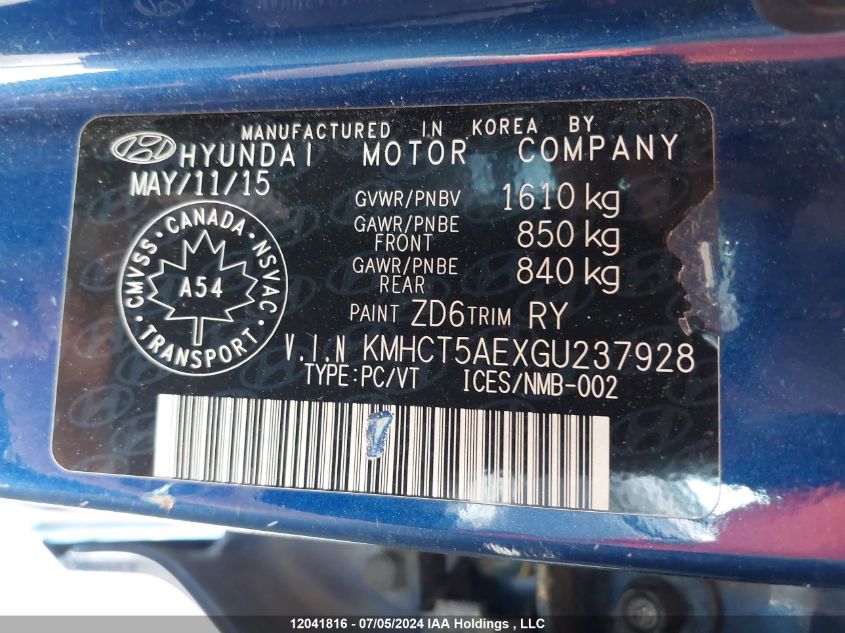 MANUFACTURED IN KOREA BY
HYUNDAI MOTOR COMPANY
MAY/11/15
GVWR/PNBV 1610 kg
GAWR/PNBE FRONT 850 kg
GAWR/PNBE REAR 840 kg
CMVSS · CANADA · NSVAC
A54
TRANSPORT
PAINT ZD6 TRIM RY
V.I.N KMHCT5AEXGU237928
TYPE:PC/VT ICES/NMB-002
7
12041816 - 07/05/2024 IAA Holdings, LLC